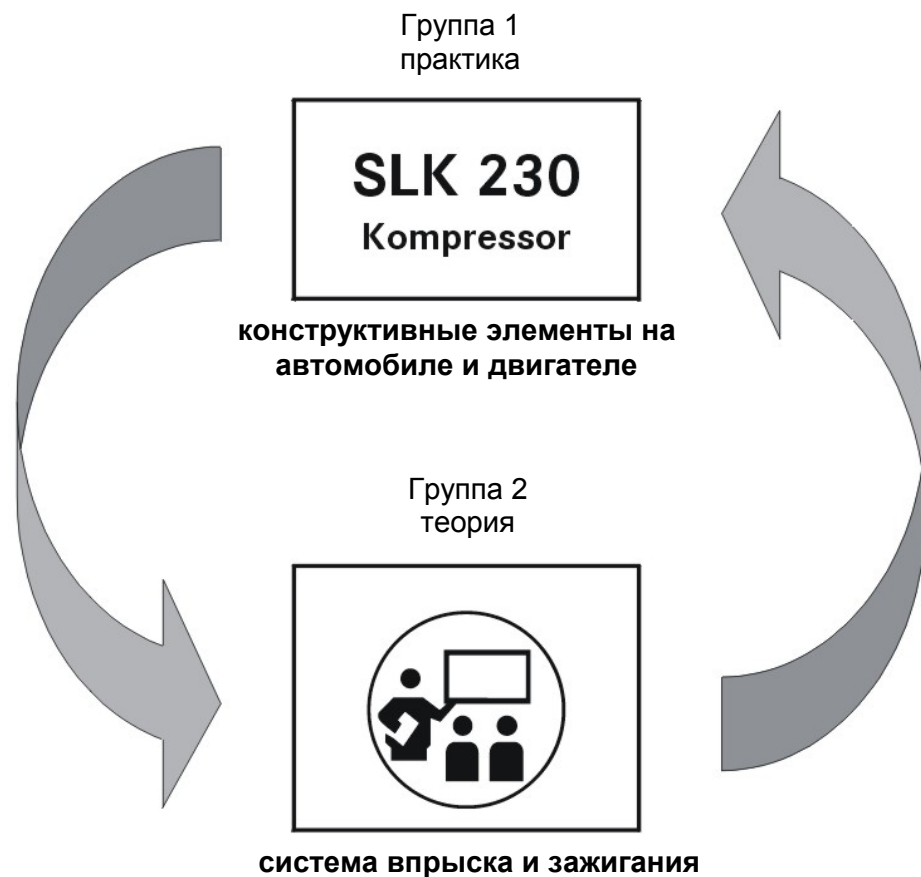 Группа 1
практика
SLK 230
Kompressor
конструктивные элементы на
автомобиле и двигателе
Группа 2
теория
система впрыска и зажигания